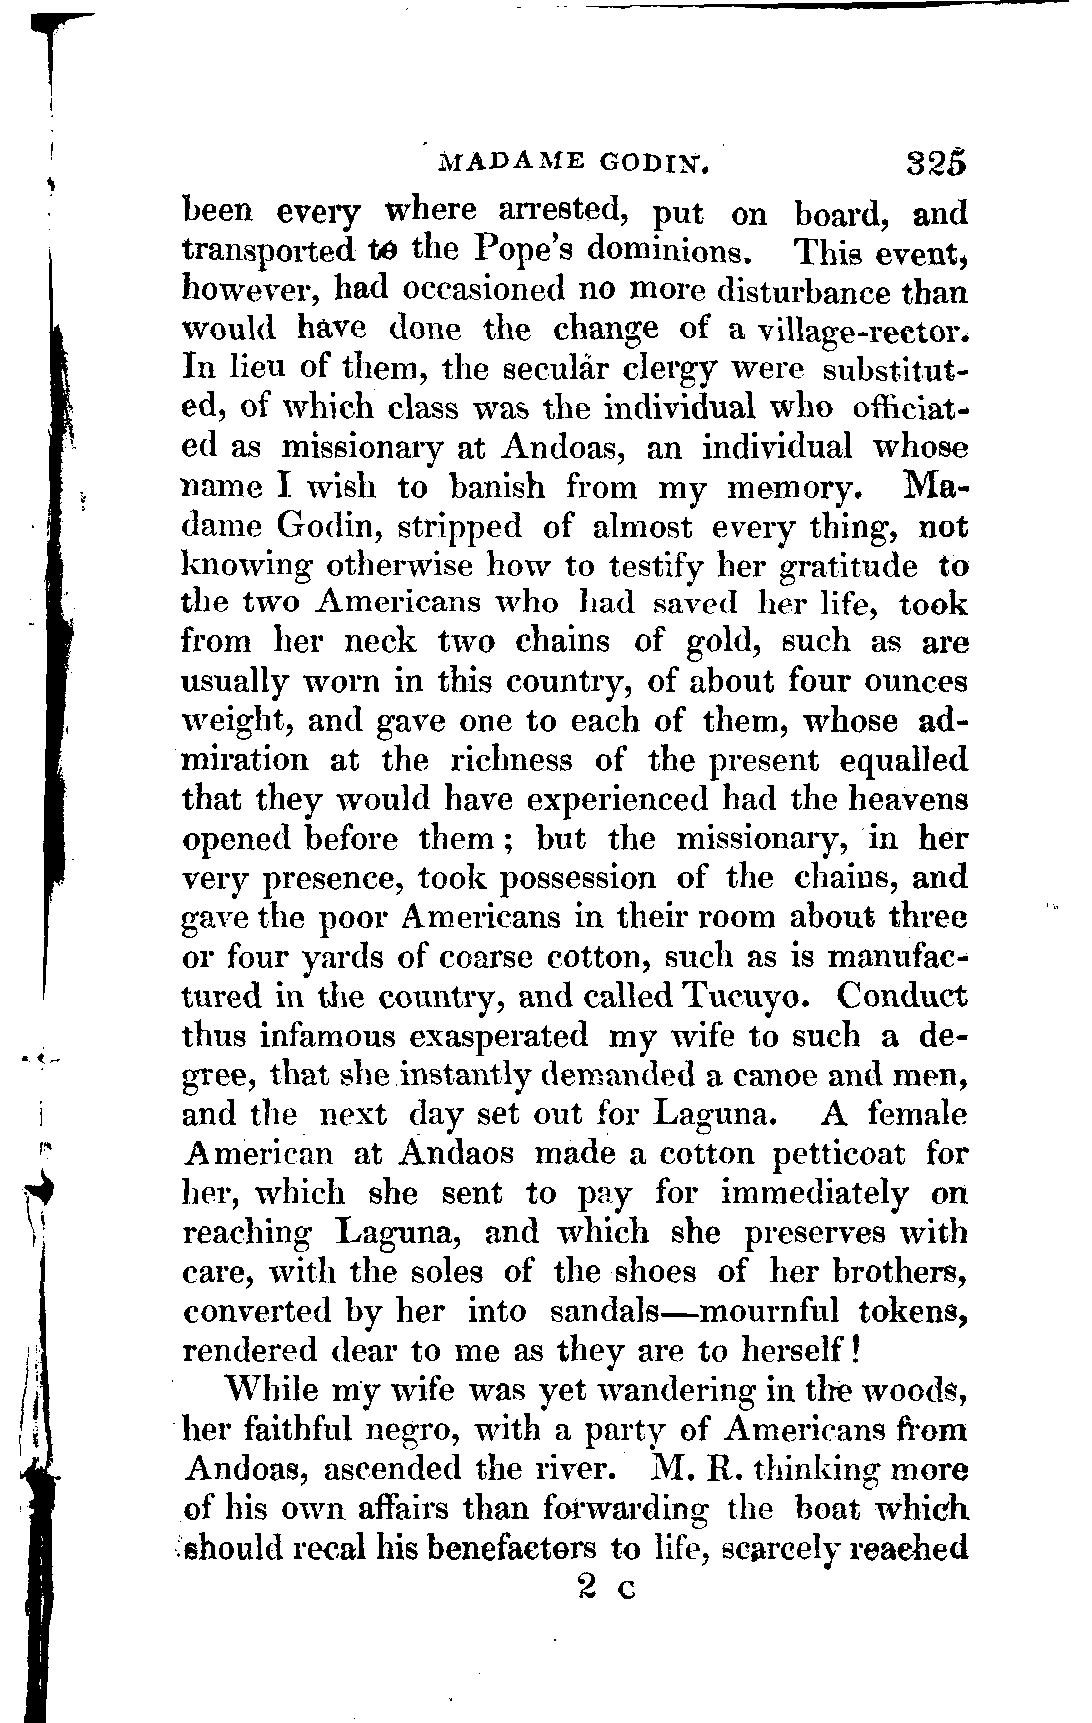 MADAME GODIN. 325
been every where arrested, put on board, and
transported to the Pope's dominions. This event,
however, had occasioned no more disturbance than
would have done the change of a village-rector.
In lieu of them, the secular clergy were substitut-
ed, of which class was the individual who officiat-
ed as missionary at Andoas, an individual whose
name I wish to banish from my memory. Ma-
dame Godin, stripped of almost every thing, not
knowing otherwise how to testify her gratitude to
the two Americans who had saved her life, took
from her neck two chains of gold, such as are
usually worn in this country, of about four ounces
weight, and gave one to each of them, whose ad-
miration at the richness of the present equalled
that they would have experienced had the heavens
opened before them ; but the missionary, in her
very presence, took possession of the chains, and
gave the poor Americans in their room about three
or four yards of coarse cotton, such as is manufac-
tured in the country, and called Tucuyo. Conduct
thus infamous exasperated my wife to such a de-
gree, that she instantly demanded a canoe and men,
and the next day set out for Laguna. A female
American at Andaos made a cotton petticoat for
her, which she sent to pay for immediately on
reaching Laguna, and which she preserves with
care, with the soles of the shoes of her brothers,
converted by her into sandals—mournful tokens,
rendered dear to me as they are to herself !
While my wife was yet wandering in the woods,
her faithful negro, with a party of Americans from
Andoas, ascended the river. M. R. thinking more
of his own affairs than forwarding the boat which
should recal his benefactors to life, scarcely reached
2 C